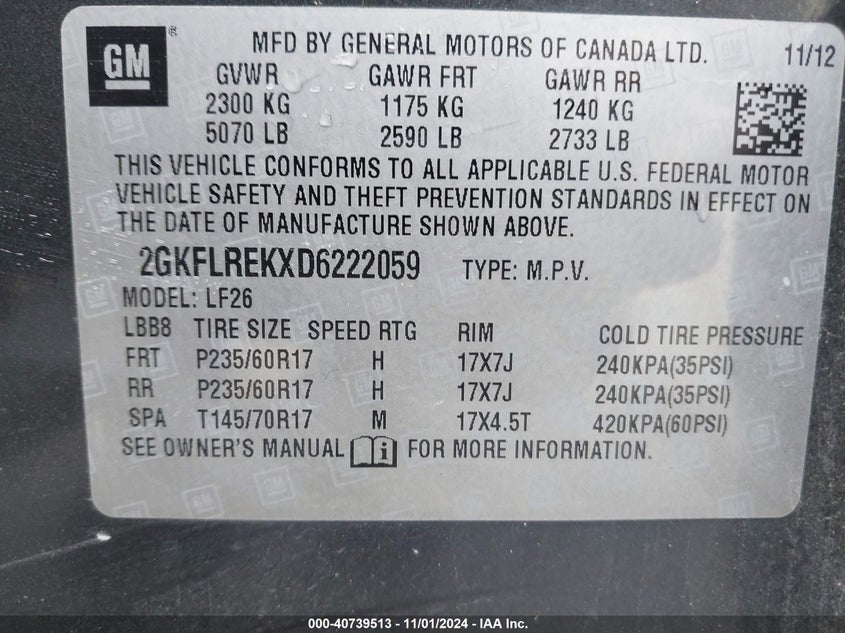 GM
®
MFD BY GENERAL MOTORS OF CANADA LTD. 11/12
GVWR GAWR FRT GAWR RR
2300 KG 1175 KG 1240 KG
5070 LB 2590 LB 2733 LB
THIS VEHICLE CONFORMS TO ALL APPLICABLE U.S. FEDERAL MOTOR
VEHICLE SAFETY AND THEFT PREVENTION STANDARDS IN EFFECT ON
THE DATE OF MANUFACTURE SHOWN ABOVE.
2GKFLREKXD6222059 TYPE: M.P.V.
MODEL: LF26
LBB8 TIRE SIZE SPEED RTG RIM COLD TIRE PRESSURE
FRT P235/60R17 H 17X7J 240KPA(35PSI)
RR P235/60R17 H 17X7J 240KPA(35PSI)
SPA T145/70R17 M 17X4.5T 420KPA(60PSI)
SEE OWNER'S MANUAL i FOR MORE INFORMATION.
000-40739513 - 11/01/2024 - IAA Inc.